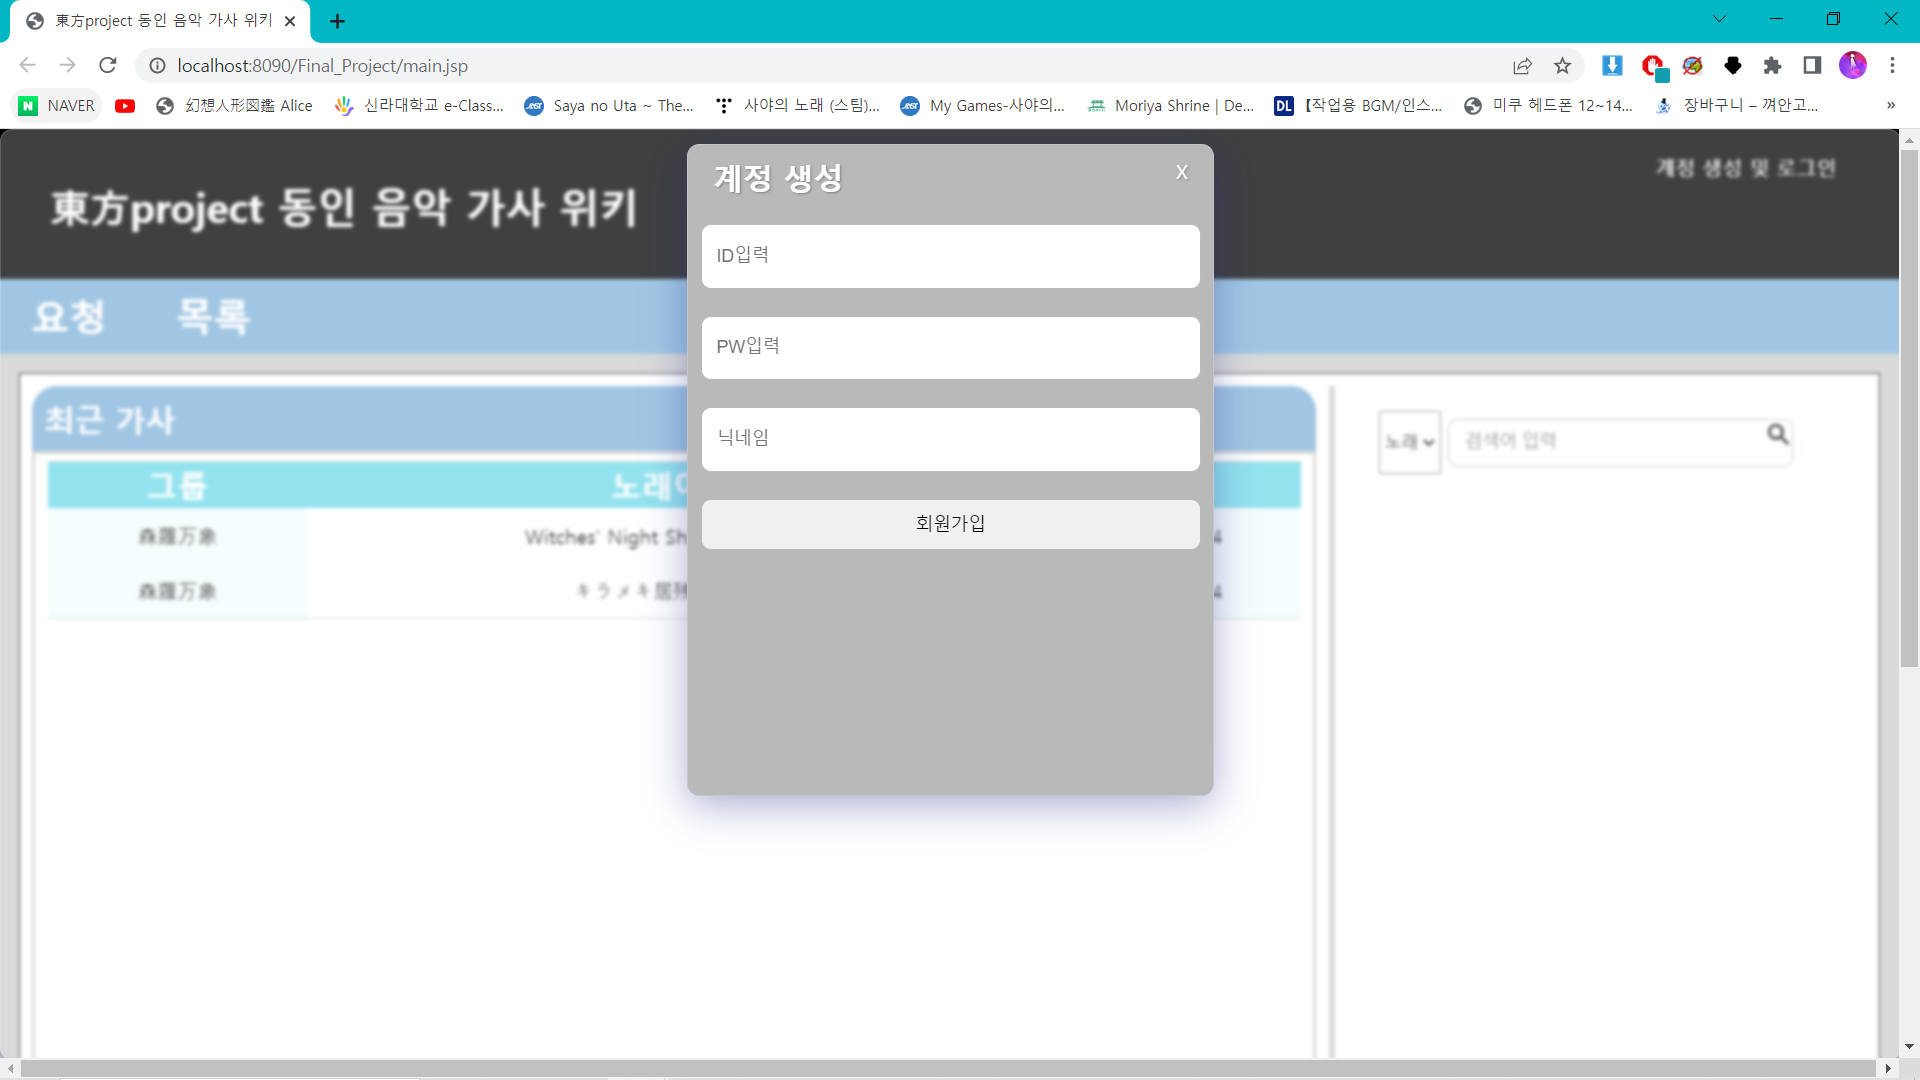 東方project 동인 음악 가사 위키
localhost:8090/Final_Project/main.jsp
NAVER
幻想人形図鑑 Alice
신라대학교 e-Class...
Saya no Uta ~ The...
사야의 노래 (스팀)...
My Games-사야의...
Moriya Shrine | De...
DL
【작업용 BGM/인스...
미쿠 헤드폰 12~14...
장바구니 – 껴안고...
»
계정 생성 및 로그인
東方project 동인 음악 가사 위키
요청 목록
계정 생성
X
ID입력
PW입력
닉네임
회원가입
최근 가사
노래
검색어 입력
그룹
森羅万象
Witches' Night
4
森羅万象
キラメキ
4